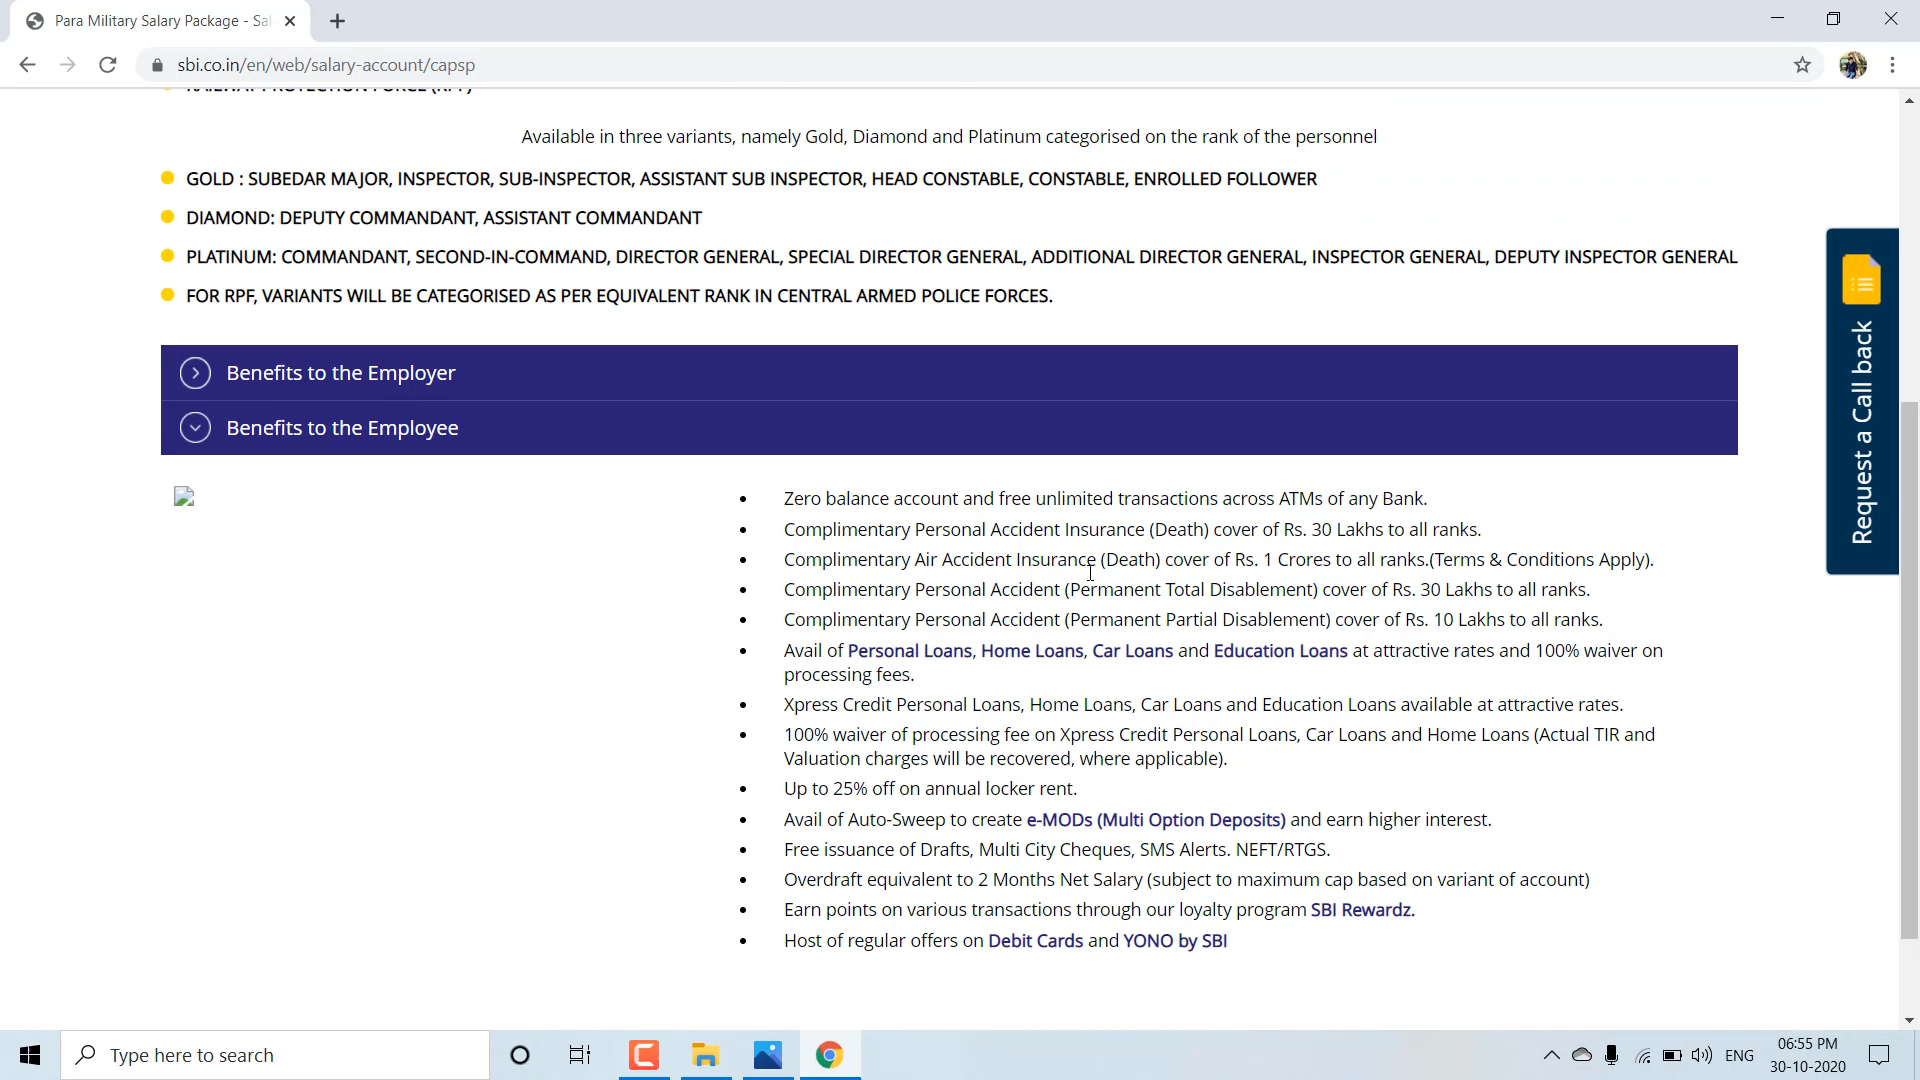 Para Military Salary Package - Sa
sbi.co.in/en/web/salary-account/capsp
RAILWAY PROTECTION FORCE (RPF)
Available in three variants, namely Gold, Diamond and Platinum categorised on the rank of the personnel
GOLD : SUBEDAR MAJOR, INSPECTOR, SUB-INSPECTOR, ASSISTANT SUB INSPECTOR, HEAD CONSTABLE, CONSTABLE, ENROLLED FOLLOWER
DIAMOND: DEPUTY COMMANDANT, ASSISTANT COMMANDANT
PLATINUM: COMMANDANT, SECOND-IN-COMMAND, DIRECTOR GENERAL, SPECIAL DIRECTOR GENERAL, ADDITIONAL DIRECTOR GENERAL, INSPECTOR GENERAL, DEPUTY INSPECTOR GENERAL
FOR RPF, VARIANTS WILL BE CATEGORISED AS PER EQUIVALENT RANK IN CENTRAL ARMED POLICE FORCES.
Request a Call back
Benefits to the Employer
Benefits to the Employee
Zero balance account and free unlimited transactions across ATMs of any Bank.
Complimentary Personal Accident Insurance (Death) cover of Rs. 30 Lakhs to all ranks.
Complimentary Air Accident Insurance (Death) cover of Rs. 1 Crores to all ranks.(Terms & Conditions Apply).
Complimentary Personal Accident (Permanent Total Disablement) cover of Rs. 30 Lakhs to all ranks.
Complimentary Personal Accident (Permanent Partial Disablement) cover of Rs. 10 Lakhs to all ranks.
Avail of Personal Loans, Home Loans, Car Loans and Education Loans at attractive rates and 100% waiver on
processing fees.
Xpress Credit Personal Loans, Home Loans, Car Loans and Education Loans available at attractive rates.
100% waiver of processing fee on Xpress Credit Personal Loans, Car Loans and Home Loans (Actual TIR and
Valuation charges will be recovered, where applicable).
Up to 25% off on annual locker rent.
Avail of Auto-Sweep to create e-MODs (Multi Option Deposits) and earn higher interest.
Free issuance of Drafts, Multi City Cheques, SMS Alerts. NEFT/RTGS.
Overdraft equivalent to 2 Months Net Salary (subject to maximum cap based on variant of account)
Earn points on various transactions through our loyalty program SBI Rewardz.
Host of regular offers on Debit Cards and YONO by SBI
Type here to search
ENG
06:55 PM
30-10-2020